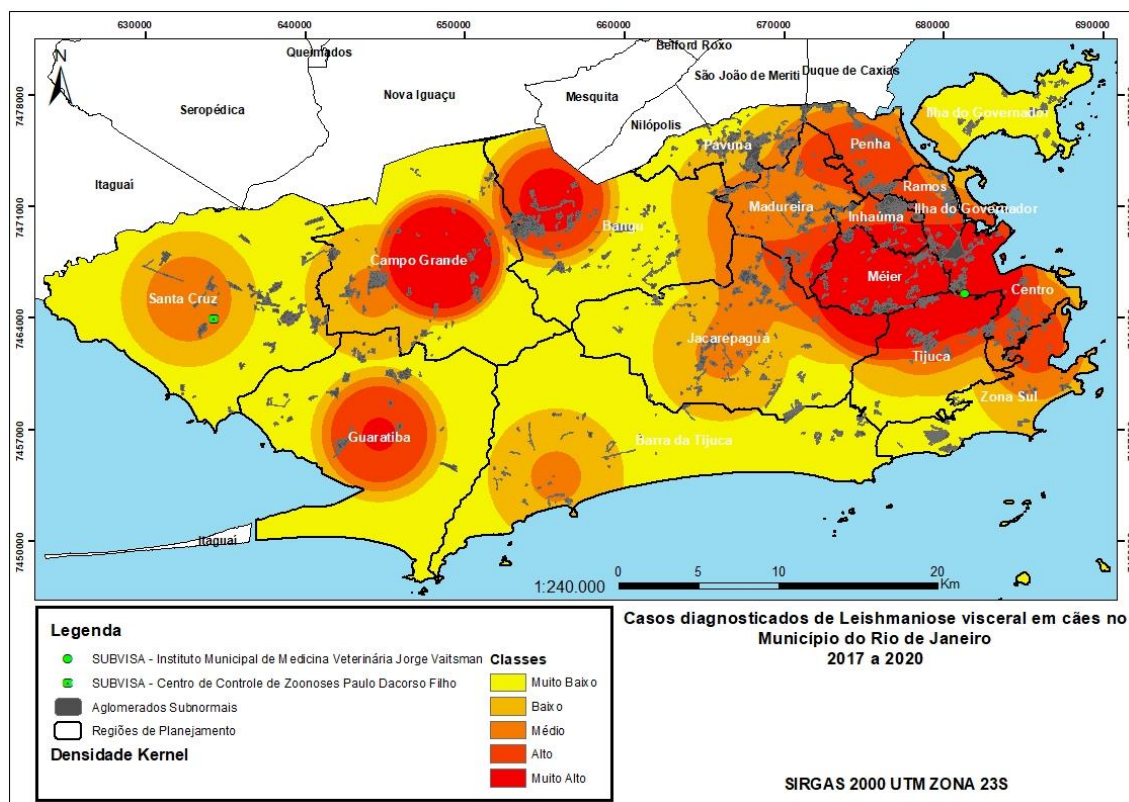 630000 640000 650000 660000 670000 680000 690000
N
Queimados
Belford Roxo
São João de Meriti
Duque de Caxias
Nova Iguaçu
Mesquita
Seropédica
Nilópolis
Itaguaí
Ilha do Governador
Pavuna
Penha
Ramos
Madureira
Inhaúma
Ilha do Governador
Bangu
Campo Grande
Méier
Centro
Santa Cruz
Jacarepaguá
Tijuca
Zona Sul
Guaratiba
Barra da Tijuca
Itaguaí
7478000
7471000
7464000
7457000
7450000
1:240.000
0 5 10 20
Km
Casos diagnosticados de Leishmaniose visceral em cães no
Município do Rio de Janeiro
2017 a 2020
Legenda
SUBVISA - Instituto Municipal de Medicina Veterinária Jorge Vaitsman
SUBVISA - Centro de Controle de Zoonoses Paulo Dacorso Filho
Aglomerados Subnormais
Regiões de Planejamento
Densidade Kernel
Classes
Muito Baixo
Baixo
Médio
Alto
Muito Alto
SIRGAS 2000 UTM ZONA 23S